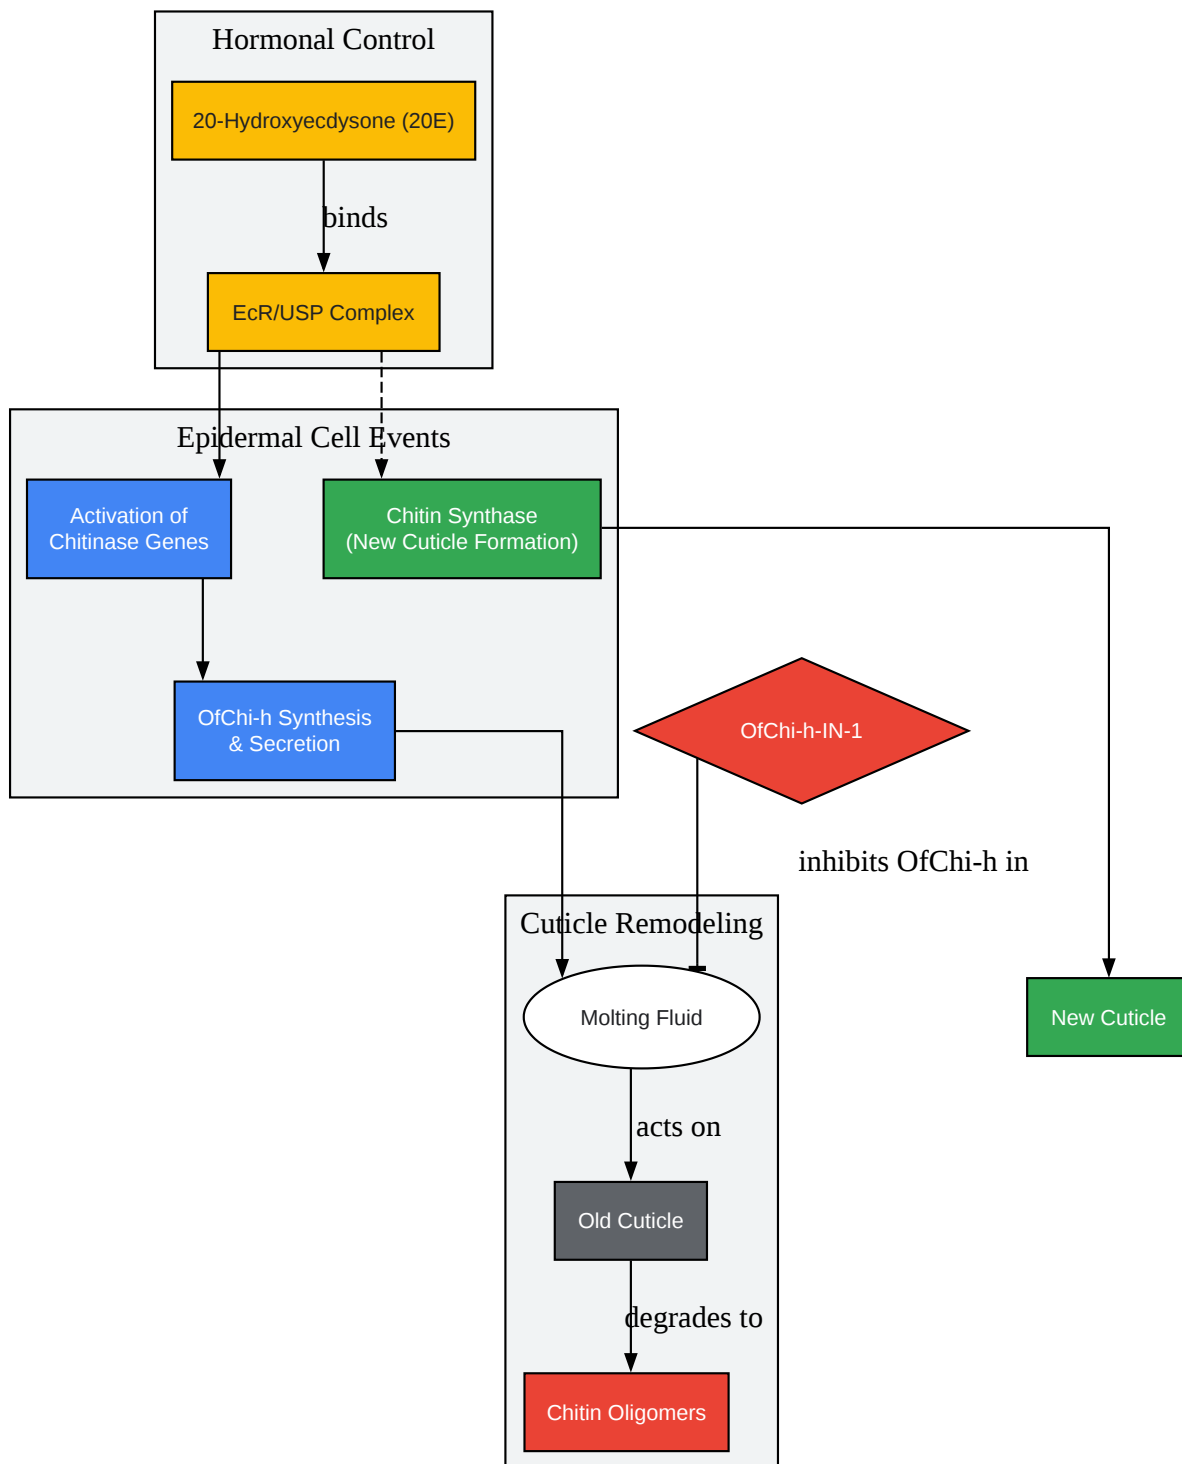 Hormonal Control
20-Hydroxyecdysone (20E)
binds
EcR/USP Complex
Epidermal Cell Events
Activation of
Chitinase Genes
Chitin Synthase
(New Cuticle Formation)
OfChi-h Synthesis
& Secretion
OfChi-h-IN-1
inhibits OfChi-h in
Cuticle Remodeling
Molting Fluid
New Cuticle
acts on
Old Cuticle
degrades to
Chitin Oligomers